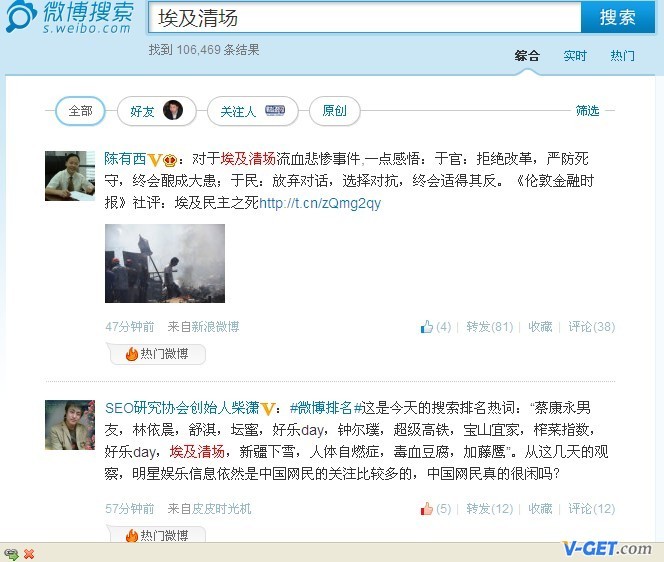 微博搜索
s.weibo.com
埃及清场
搜索
找到 106,469 条结果
综合 实时 热门
全部 好友 关注人 原创 筛选
陈有西V：对于埃及清场流血悲惨事件,一点感悟：于官：拒绝改革，严防死
守，终会酿成大患；于民：放弃对话，选择对抗，终会适得其反。《伦敦金融时
报》社评：埃及民主之死http://t.cn/zQmg2qy
47分钟前 来自新浪微博 (4) | 转发(81) | 收藏 | 评论(38)
热门微博
SEO研究协会创始人柴潇V：#微博排名#这是今天的搜索排名热词：“蔡康永男
友，林依晨，舒淇，坛蜜，好乐day，钟尔璞，超级高铁，宝山宜家，榨菜指数，
好乐day，埃及清场，新疆下雪，人体自燃症，毒血豆腐，加藤鹰”。从这几天的观
察，明星娱乐信息依然是中国网民的关注比较多的，中国网民真的很闲吗？
57分钟前 来自皮皮时光机 (5) | 转发(12) | 收藏 | 评论(12)
热门微博
V-GET.com